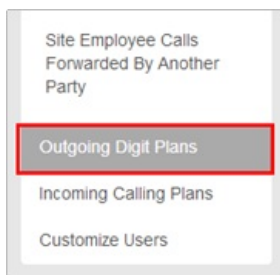 Site Employee Calls
Forwarded By Another
Party
Outgoing Digit Plans
Incoming Calling Plans
Customize Users